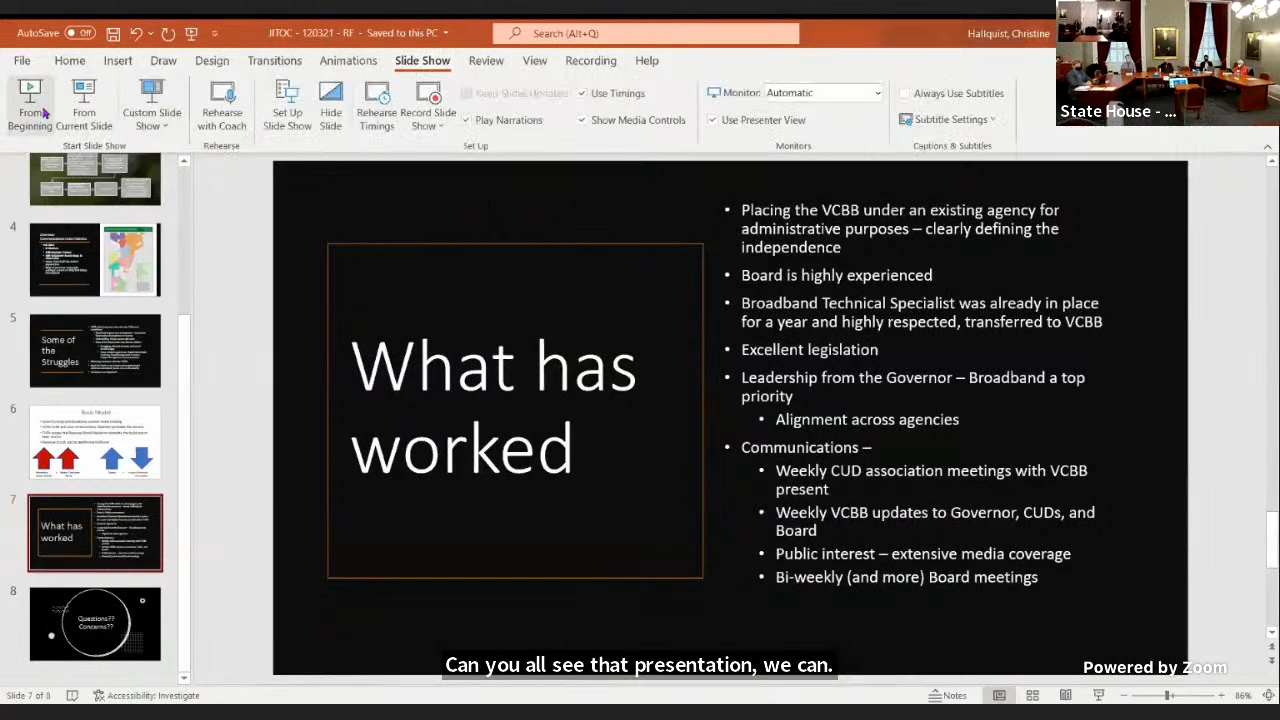 AutoSave Off JITOC - 120321 - RF - Saved to this PC Search (Alt+Q) Hallquist, Christine
File Home Insert Draw Design Transitions Animations Slide Show Review View Recording Help
From Beginning
From Current Slide
Custom Slide Show
Start Slide Show
Rehearse with Coach
Rehearse
Set Up Slide Show
Hide Slide
Rehearse Timings
Record Slide Show
Keep Slides Updated
Play Narrations
Use Timings
Show Media Controls
Set Up
Monitor: Automatic
Use Presenter View
Monitors
Always Use Subtitles
Subtitle Settings
Captions & Subtitles
State House - ...
4
5
Some of
the
Struggles
6
Basic Model
7
What has
worked
8
Questions??
Concerns??
What has
worked
• Placing the VCBB under an existing agency for
administrative purposes – clearly defining the
independence
• Board is highly experienced
• Broadband Technical Specialist was already in place
for a year and highly respected, transferred to VCBB
• Excellent legislation
• Leadership from the Governor – Broadband a top
priority
• Alignment across agencies
• Communications –
• Weekly CUD association meetings with VCBB
present
• Weekly VCBB updates to Governor, CUDs, and
Board
• Public interest – extensive media coverage
• Bi-weekly (and more) Board meetings
Can you all see that presentation, we can.
Powered by Zoom
Slide 7 of 8 Accessibility: Investigate Notes 86%